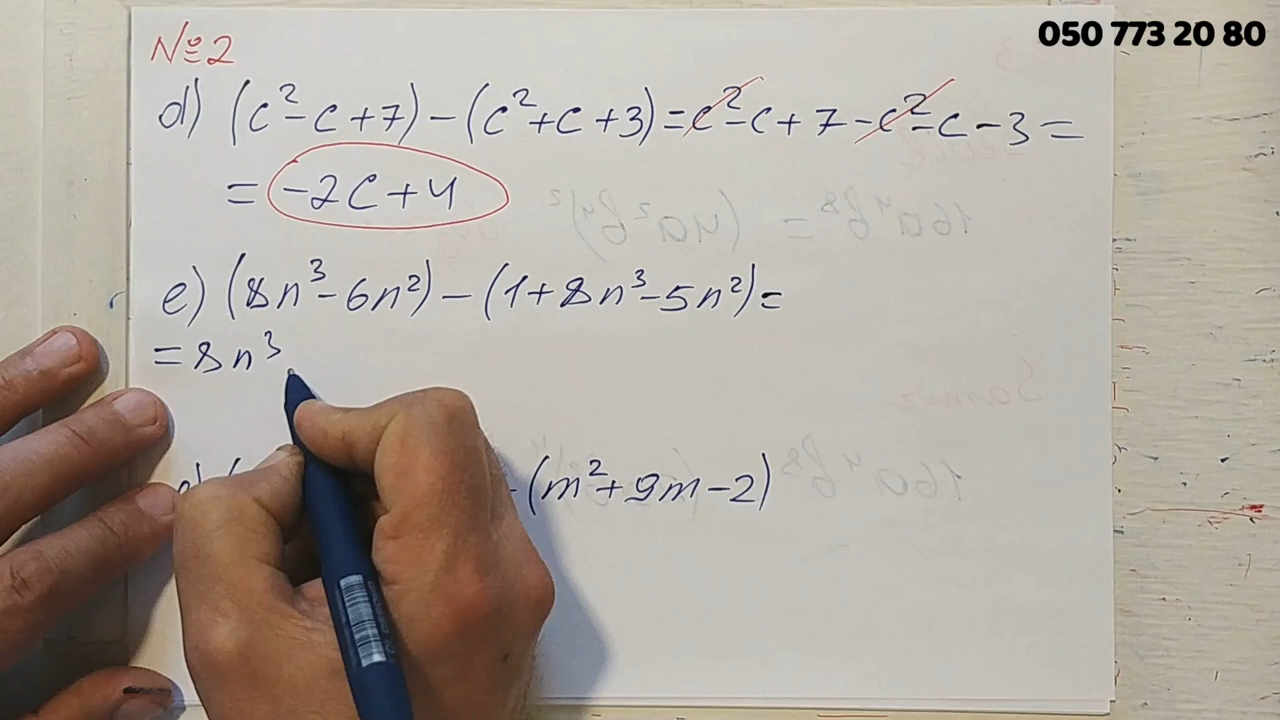 050 773 20 80
№2
d) (c²-c+7)-(c²+c+3)=c²-c+7-c²-c-3=
=-2c+4
e) (8n³-6n²)-(1+8n³-5n²)=
=8n³
(m²+9m-2)